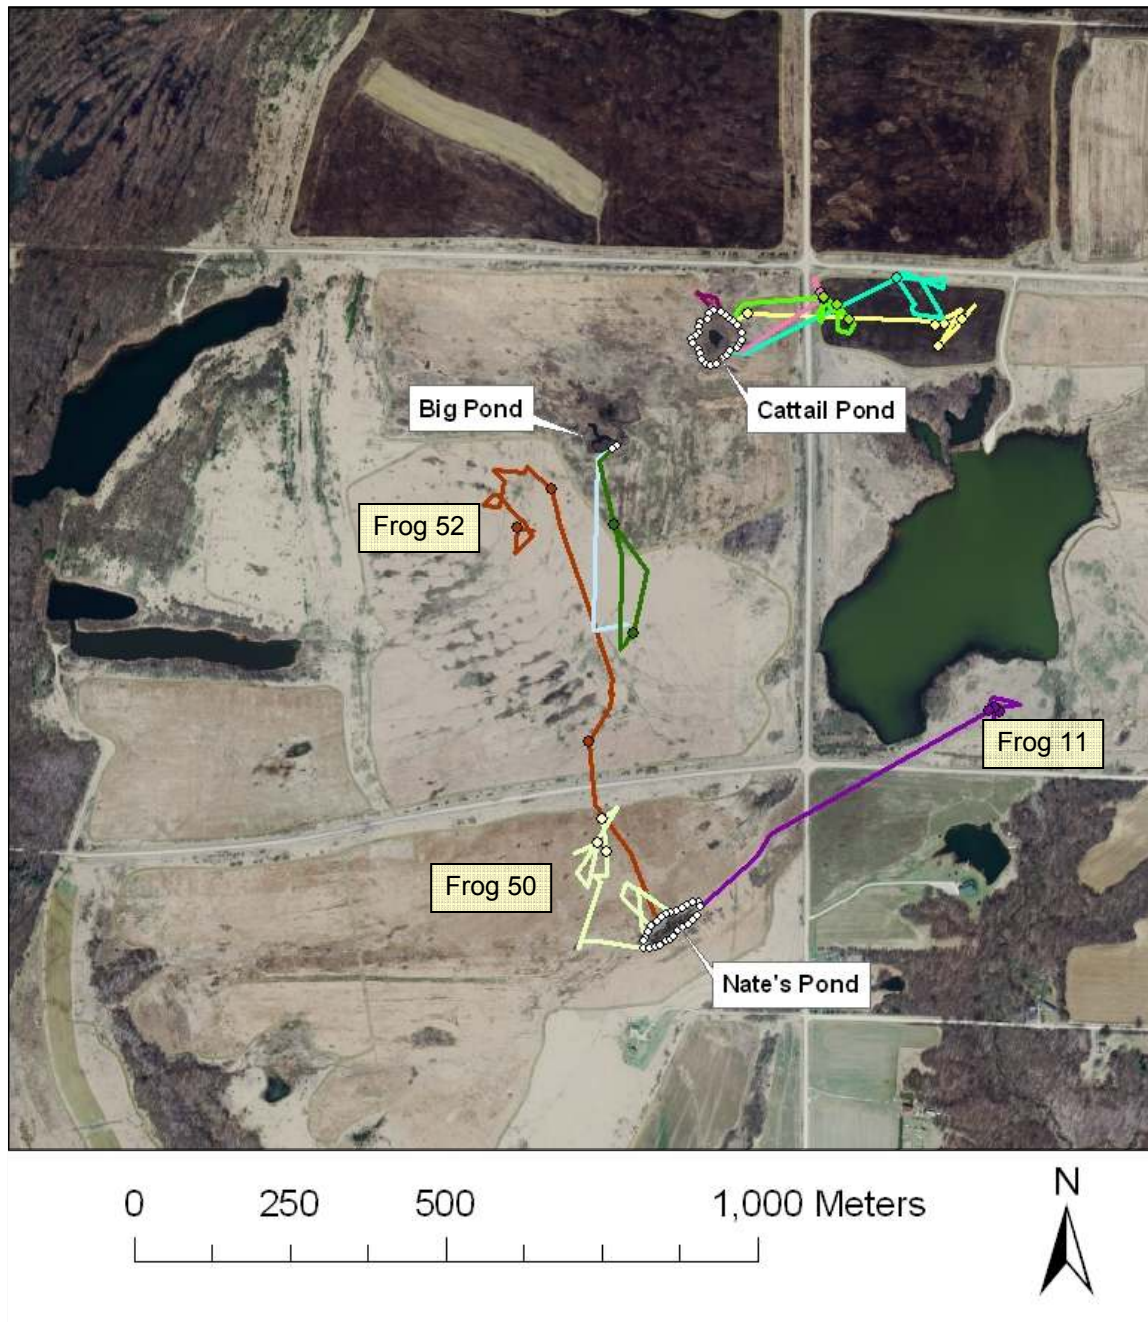 Big Pond
Cattail Pond
Frog 52
Frog 11
Frog 50
Nate's Pond
0 250 500 1,000 Meters
N